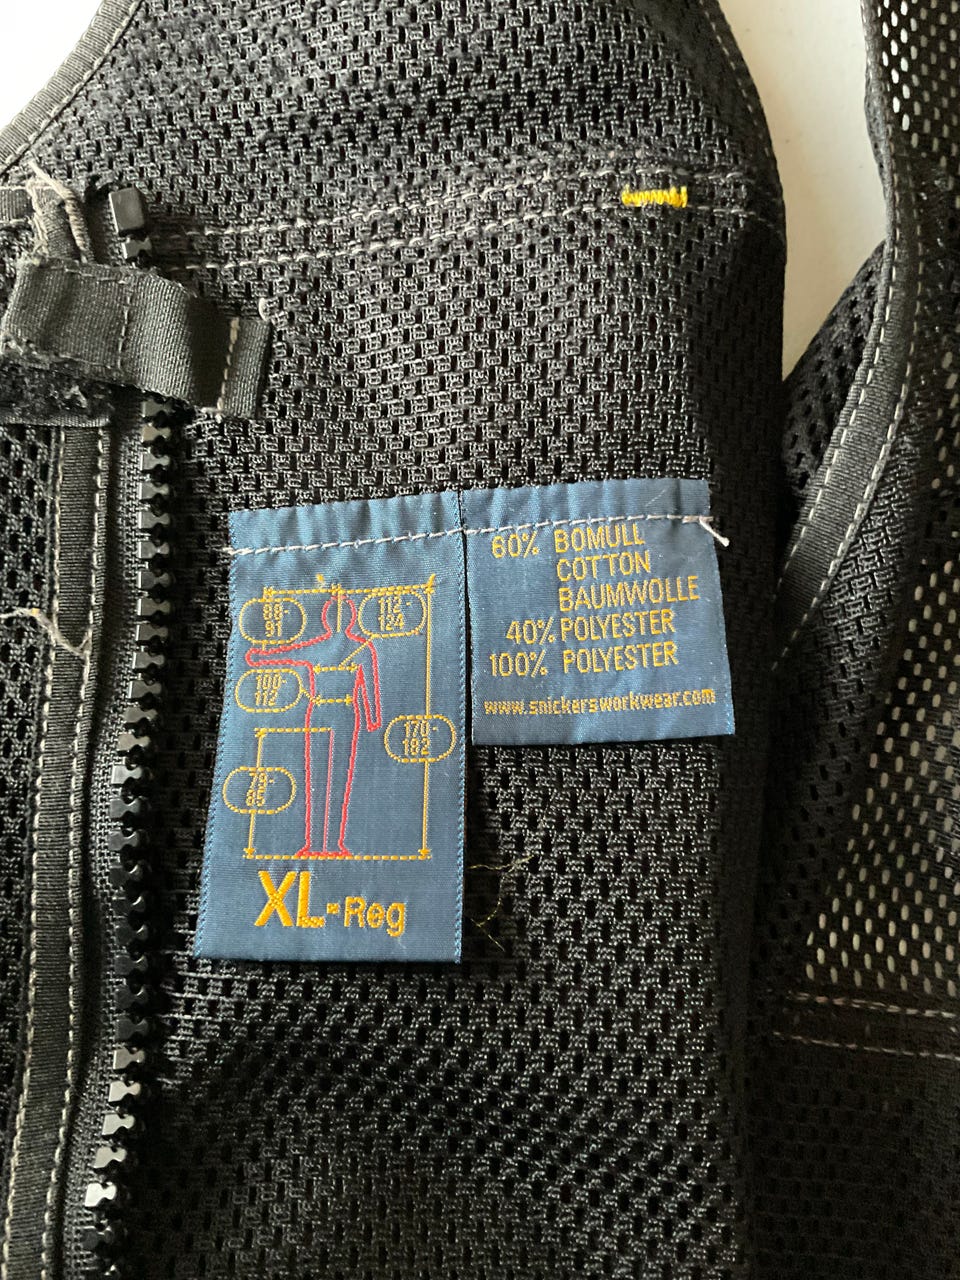 88-
91
112-
124
100-
112
170-
182
79-
85
XL-Reg
60% BOMULL
COTTON
BAUMWOLLE
40% POLYESTER
100% POLYESTER
www.snickersworkwear.com